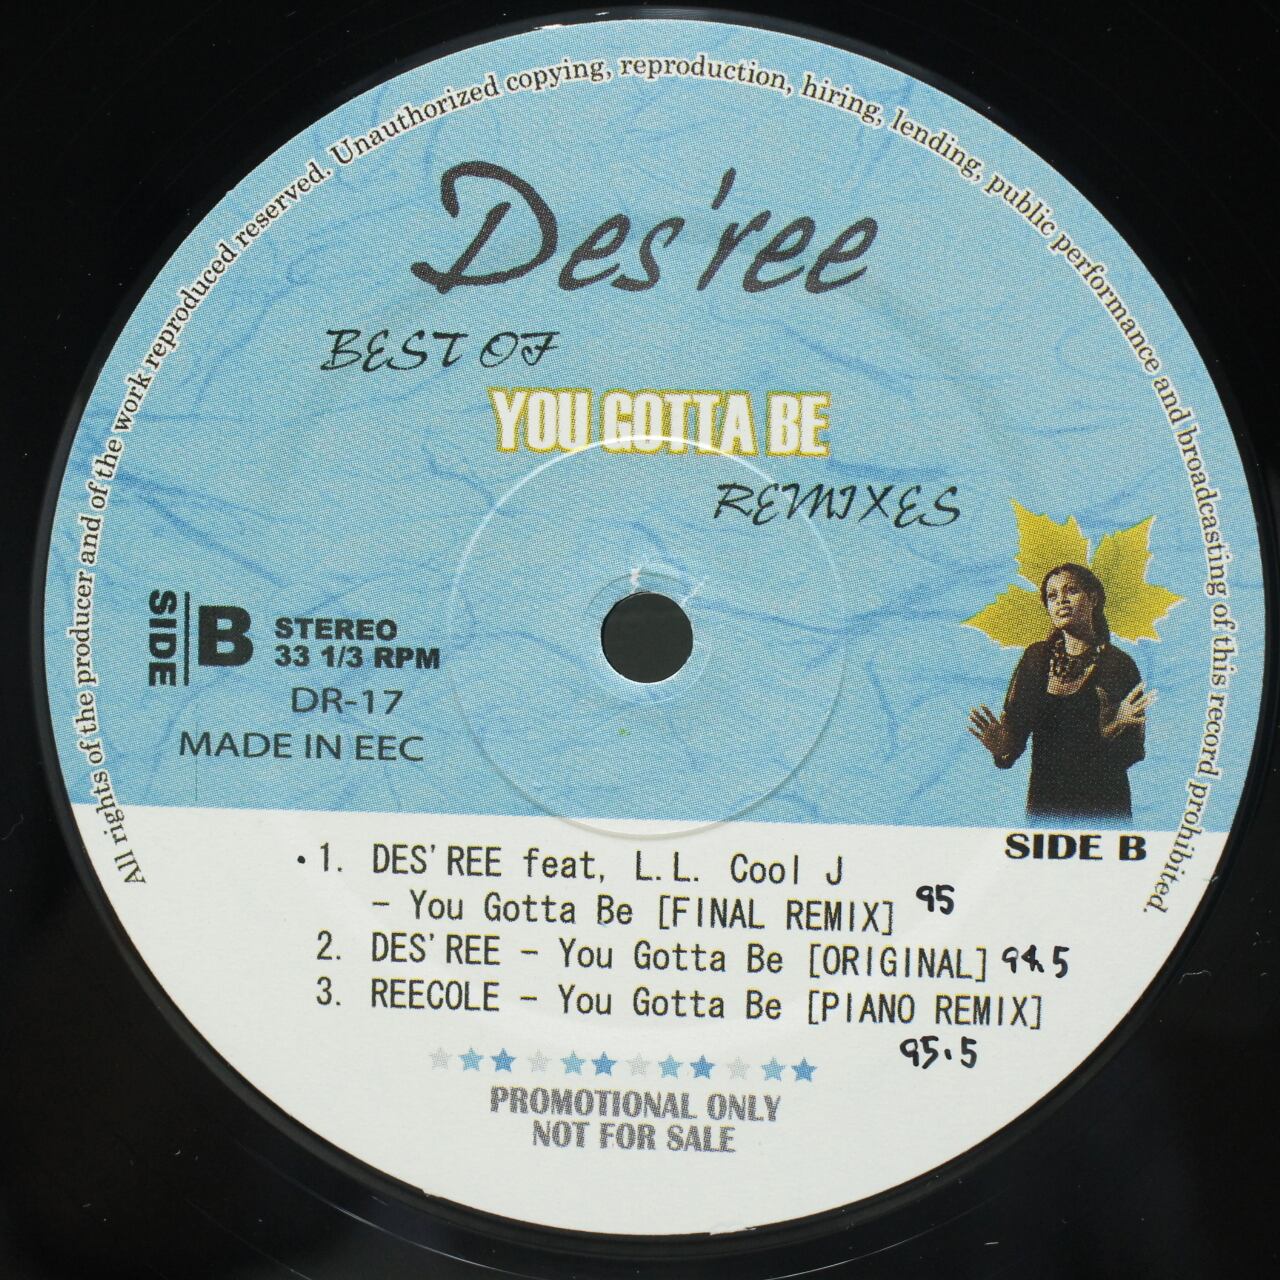 All rights of the producer and of the work reproduced reserved. Unauthorized copying, reproduction, hiring, lending, public performance and broadcasting of this record prohibited.
Des'ree
BEST OF
YOU GOTTA BE
REMIXES
SIDE B
STEREO
33 1/3 RPM
DR-17
MADE IN EEC
SIDE B
・1. DES'REE feat, L.L. Cool J
- You Gotta Be [FINAL REMIX] 95
2. DES'REE - You Gotta Be [ORIGINAL] 94.5
3. REECOLE - You Gotta Be [PIANO REMIX]
95.5
PROMOTIONAL ONLY
NOT FOR SALE